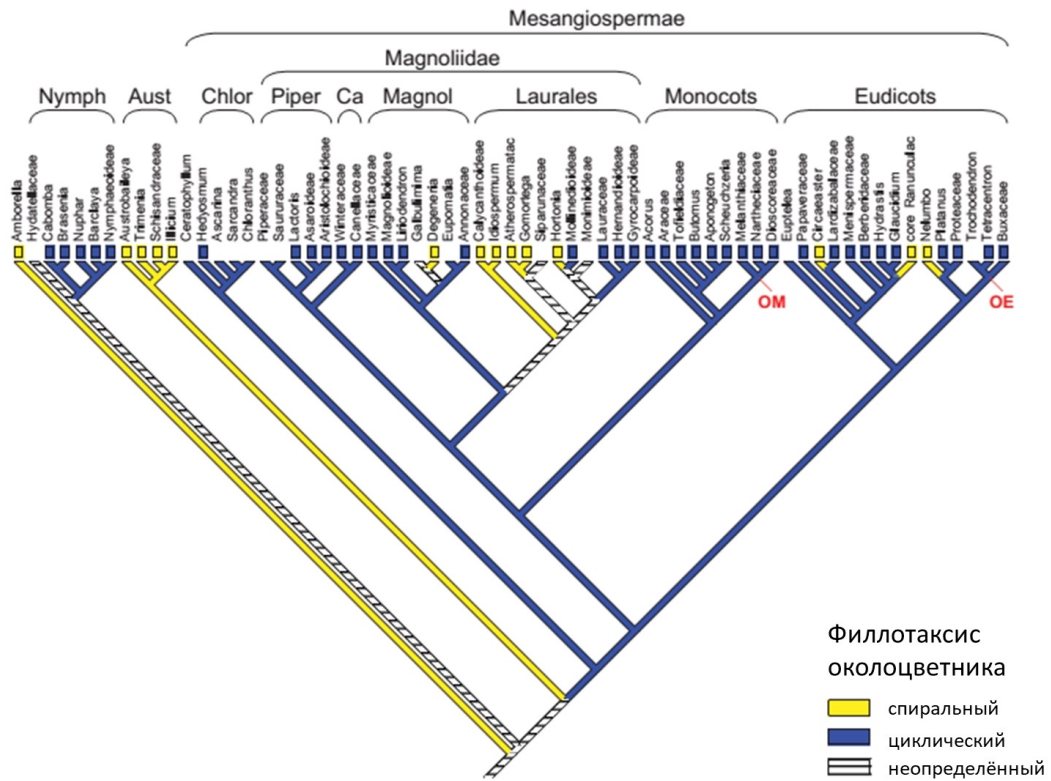 Mesangiospermae
Magnoliidae
Nymph Aust Chlor Piper Ca Magnol Laurales Monocots Eudicots
Amborella
Hydatellaceae
Cabomba
Brasenia
Nuphar
Barclaya
Nymphaeoideae
Austrobaileya
Trimenia
Schisandraceae
Illicium
Ceratophyllum
Hedyosmum
Ascarina
Sarcandra
Chloranthus
Piperaceae
Saururaceae
Lactoris
Asaroideae
Aristolochioideae
Winteraceae
Canellaceae
Myristicaceae
Magnolioideae
Liriodendron
Galbulimima
Degeneria
Eupomatia
Annonaceae
Calycanthoideae
Idiospermum
Atherospermatac
Gomortega
Siparunaceae
Hortonia
Mollinedioideae
Monimioideae
Lauraceae
Hernandioideae
Gyrocarpoideae
Acorus
Araceae
Tofieldiaceae
Butomus
Aponogeton
Scheuchzeria
Melanthiaceae
Nartheciaceae
Dioscoreaceae
Euptelea
Papaveraceae
Circaeaster
Lardizabalaceae
Menispermaceae
Berberidaceae
Hydrastis
Glaucidium
core Ranunculac
Nelumbo
Platanus
Proteaceae
Trochodendron
Tetracentron
Buxaceae
OM
OE
Филлотаксис
околоцветника
спиральный
циклический
неопределённый